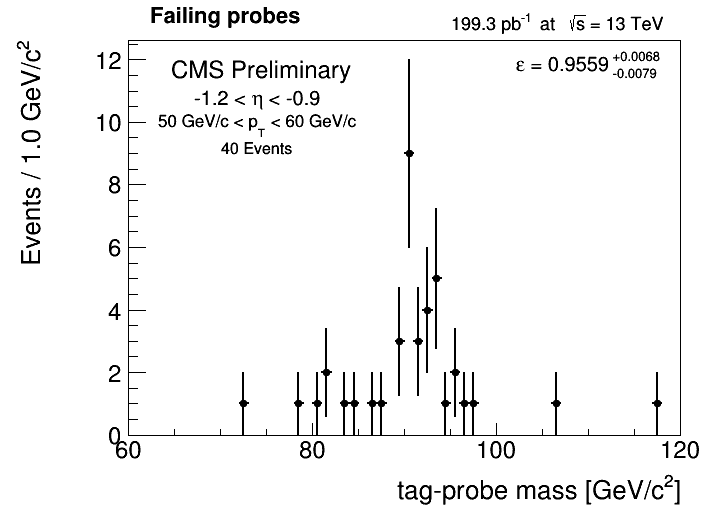 Failing probes
199.3 pb⁻¹ at √s = 13 TeV
CMS Preliminary
-1.2 < η < -0.9
50 GeV/c < p_T < 60 GeV/c
40 Events
ε = 0.9559 +0.0068 -0.0079
Events / 1.0 GeV/c²
12
10
8
6
4
2
0
60 80 100 120
tag-probe mass [GeV/c²]